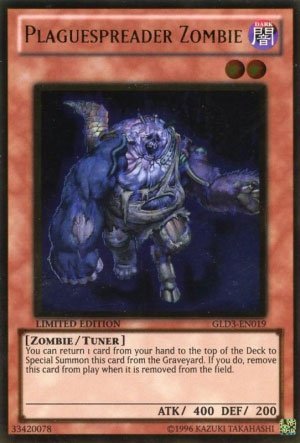 PLAGUESPREADER ZOMBIE
DARK
闇
LIMITED EDITION
GLD3-EN019
[ZOMBIE/TUNER]
You can return 1 card from your hand to the top of the Deck to
Special Summon this card from the Graveyard. If you do, remove
this card from play when it is removed from the field.
ATK/ 400 DEF/ 200
33420078
©1996 KAZUKI TAKAHASHI